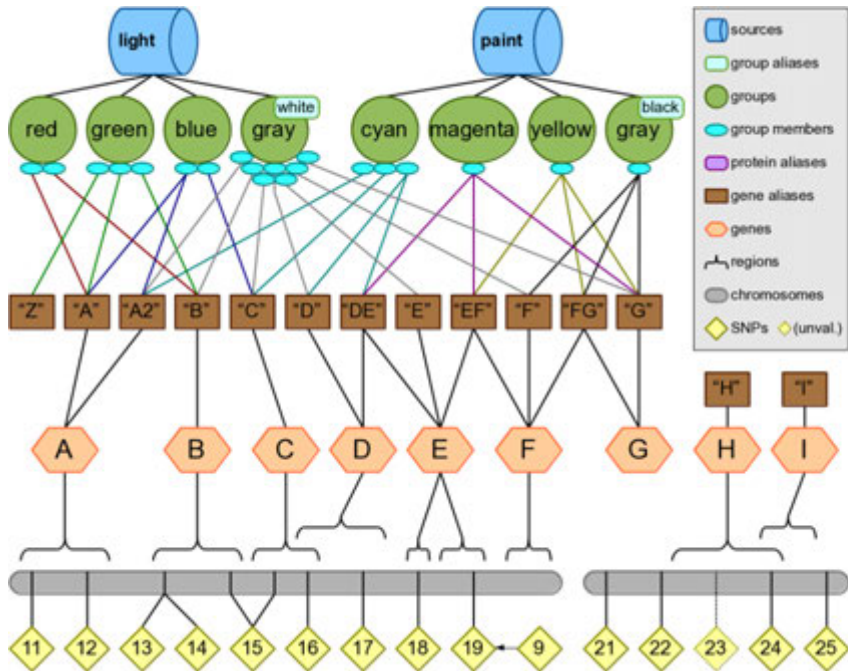 light
paint
red
green
blue
gray
white
cyan
magenta
yellow
gray
black
"Z"
"A"
"A2"
"B"
"C"
"D"
"DE"
"E"
"EF"
"F"
"FG"
"G"
"H"
"I"
A
B
C
D
E
F
G
H
I
11
12
13
14
15
16
17
18
19
9
21
22
23
24
25
sources
group aliases
groups
group members
protein aliases
gene aliases
genes
regions
chromosomes
SNPs (unval.)